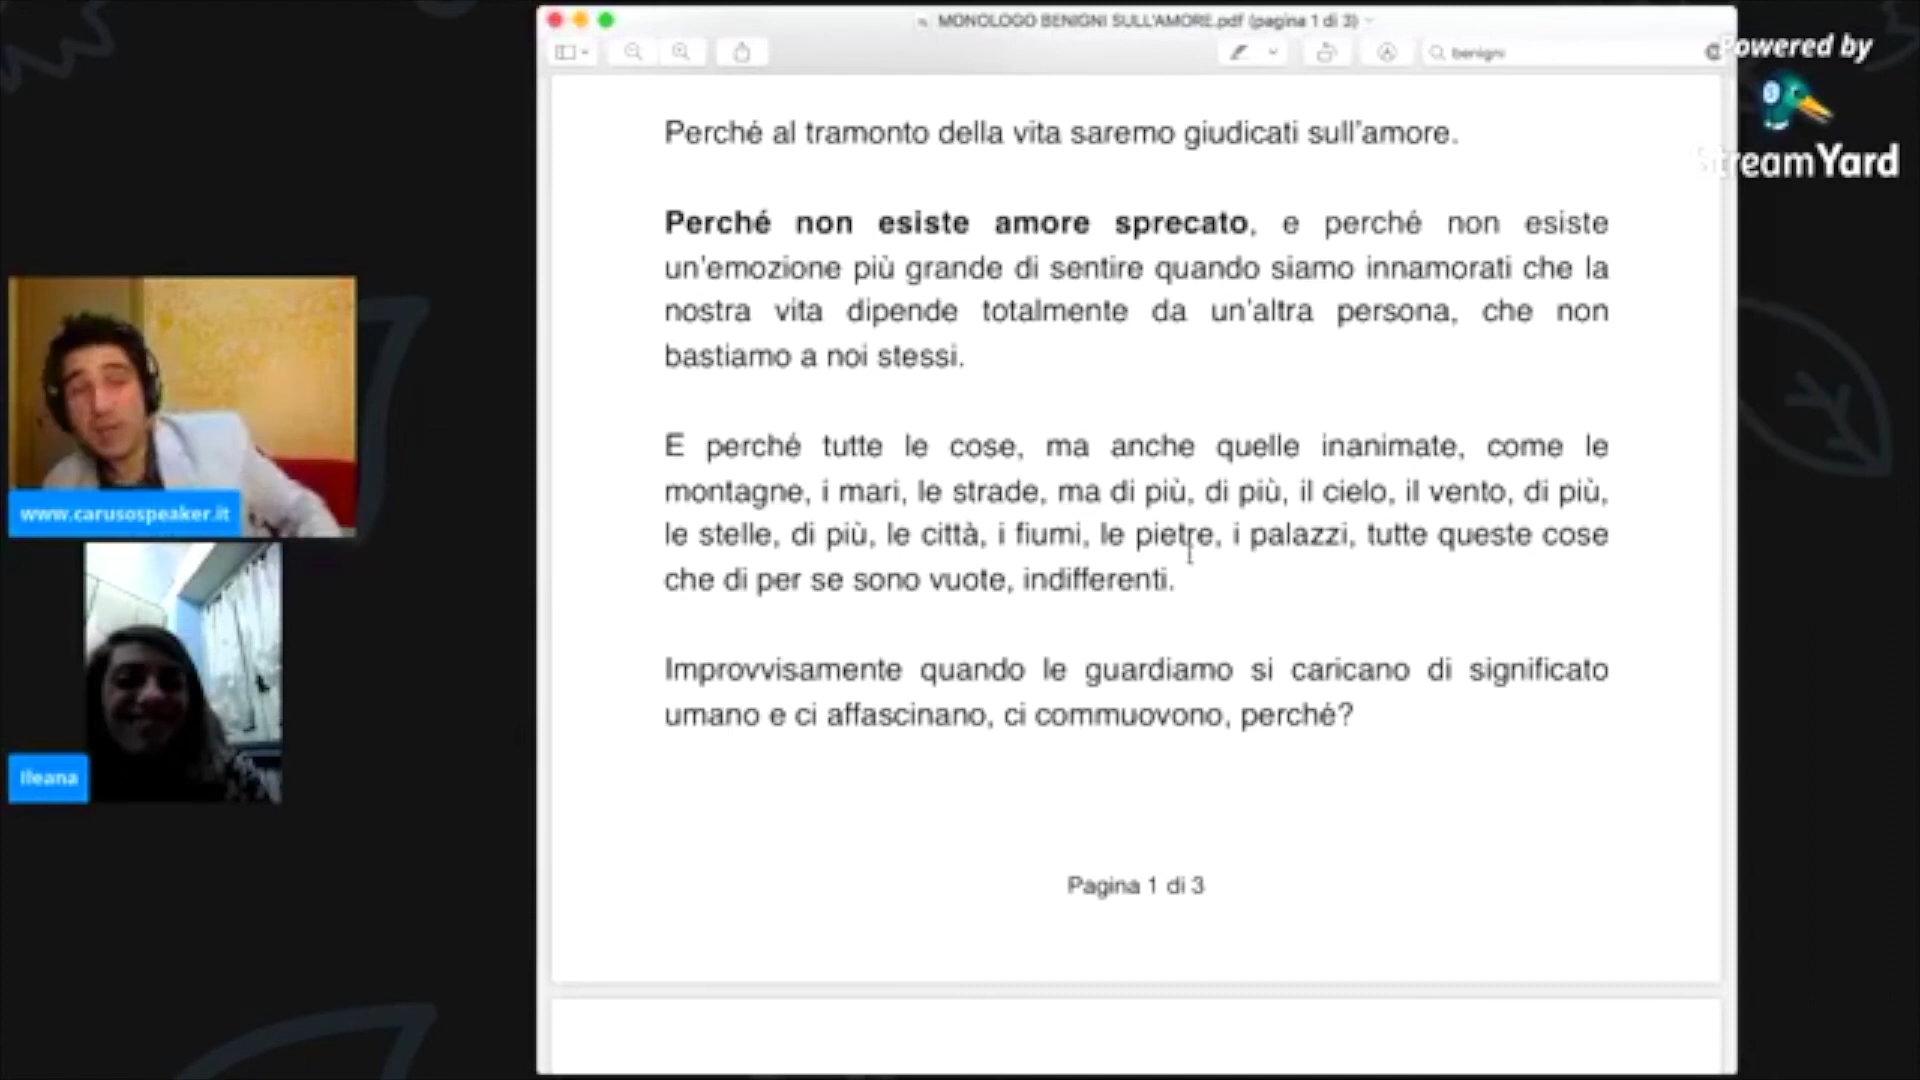 MONOLOGO BENIGNI SULL'AMORE.pdf (pagina 1 di 3)
benigni
Powered by
StreamYard
Perché al tramonto della vita saremo giudicati sull'amore.
Perché non esiste amore sprecato, e perché non esiste
un'emozione più grande di sentire quando siamo innamorati che la
nostra vita dipende totalmente da un'altra persona, che non
bastiamo a noi stessi.
E perché tutte le cose, ma anche quelle inanimate, come le
montagne, i mari, le strade, ma di più, di più, il cielo, il vento, di più,
le stelle, di più, le città, i fiumi, le pietre, i palazzi, tutte queste cose
che di per se sono vuote, indifferenti.
Improvvisamente quando le guardiamo si caricano di significato
umano e ci affascinano, ci commuovono, perché?
Pagina 1 di 3
www.carusospeaker.it
Ileana